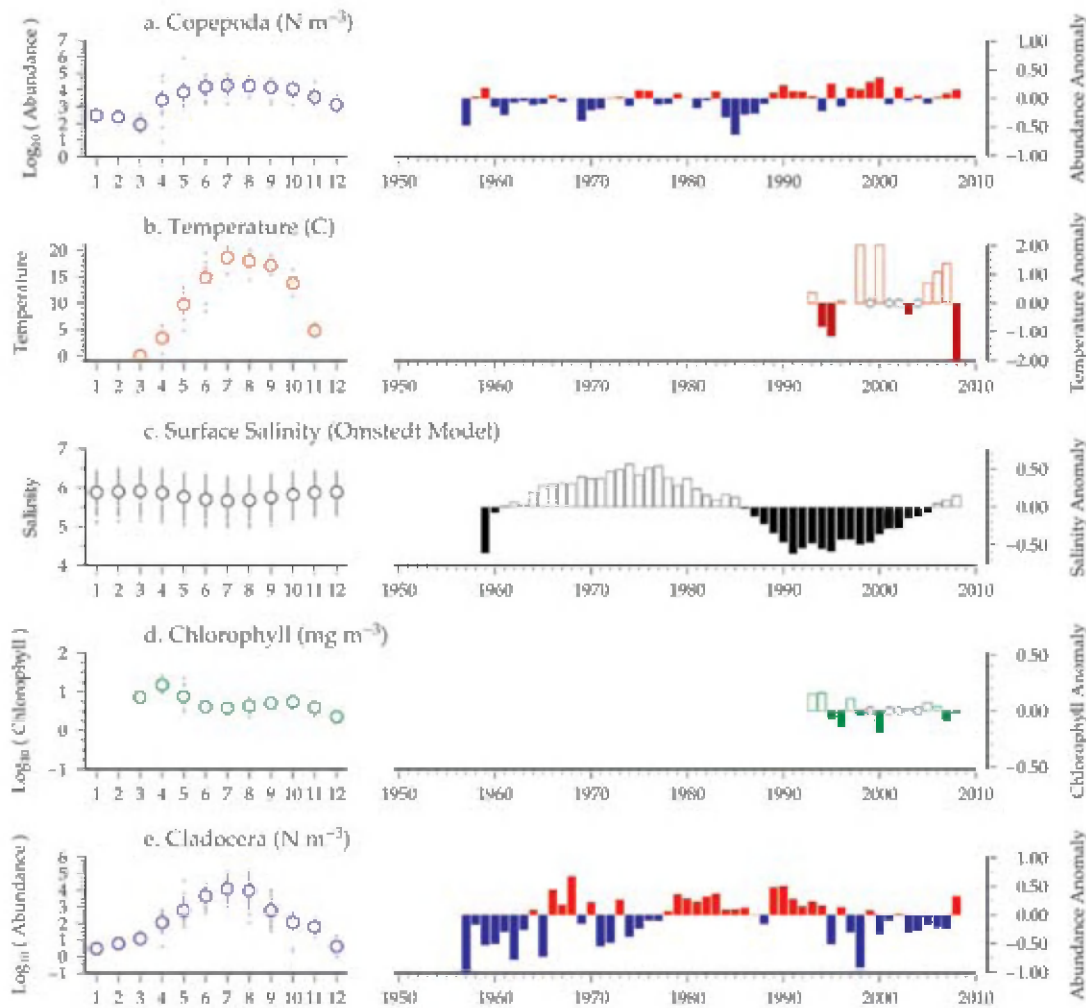 a. Copepoda (N m⁻³)
Log₁₀ ( Abundance )
7
6
5
4
3
2
1
0
1 2 3 4 5 6 7 8 9 10 11 12
1950 1960 1970 1980 1990 2000 2010
1.00
0.50
0.00
−0.50
−1.00
Abundance Anomaly
b. Temperature (C)
Temperature
20
15
10
5
0
1 2 3 4 5 6 7 8 9 10 11 12
1950 1960 1970 1980 1990 2000 2010
2.00
1.00
0.00
−1.00
−2.00
Temperature Anomaly
c. Surface Salinity (Omstedt Model)
Salinity
7
6
5
4
1 2 3 4 5 6 7 8 9 10 11 12
1950 1960 1970 1980 1990 2000 2010
0.50
0.00
−0.50
Salinity Anomaly
d. Chlorophyll (mg m⁻³)
Log₁₀ ( Chlorophyll )
2
1
0
−1
1 2 3 4 5 6 7 8 9 10 11 12
1950 1960 1970 1980 1990 2000 2010
0.50
0.00
−0.50
Chlorophyll Anomaly
e. Cladocera (N m⁻³)
Log₁₀ ( Abundance )
6
5
4
3
2
1
0
−1
1 2 3 4 5 6 7 8 9 10 11 12
1950 1960 1970 1980 1990 2000 2010
1.00
0.50
0.00
−0.50
−1.00
Abundance Anomaly